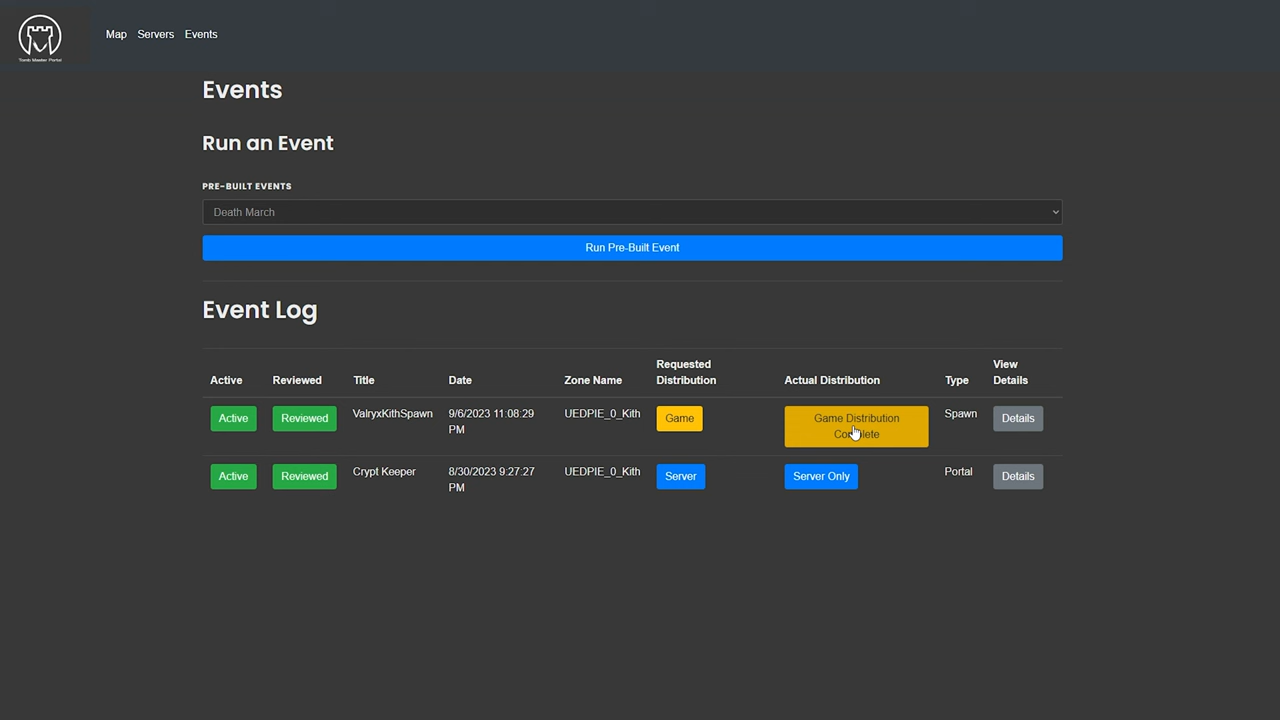 Tomb Master Portal
Map Servers Events
Events
Run an Event
PRE-BUILT EVENTS
Death March
Run Pre-Built Event
Event Log
Active Reviewed Title Date Zone Name Requested Distribution Actual Distribution Type View Details
Active Reviewed ValryxKithSpawn 9/6/2023 11:08:29 PM UEDPIE_0_Kith Game Game Distribution Complete Spawn Details
Active Reviewed Crypt Keeper 8/30/2023 9:27:27 PM UEDPIE_0_Kith Server Server Only Portal Details